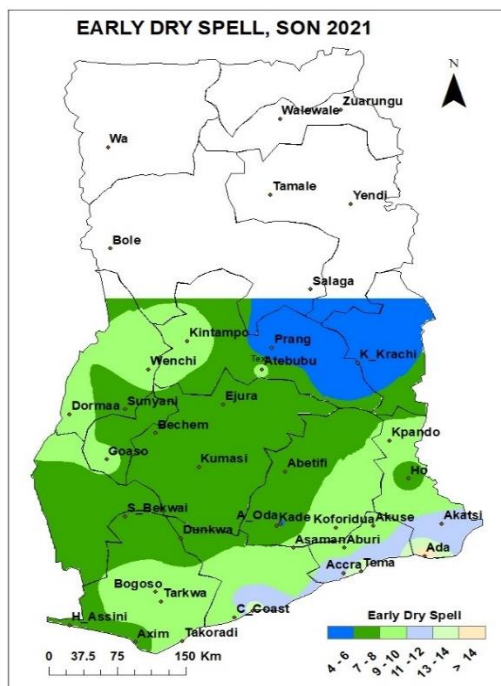 EARLY DRY SPELL, SON 2021
N
Zuarungu
Walewale
Wa
Tamale
Yendi
Bole
Salaga
Kintampo
Prang
Wenchi
Text
Atebubu
K_Krachi
Sunyani
Ejura
Dormaa
Bechem
Kpando
Goaso
Kumasi
Abetifi
Ho
S_Bekwai
A_Oda
Kade
Koforidua
Akuse
Akatsi
Dunkwa
Asaman
Aburi
Ada
Accra
Tema
Bogoso
Tarkwa
C_Coast
H_Assini
Axim
Takoradi
Early Dry Spell
0 37.5 75 150 Km
4 - 6
7 - 8
9 - 10
11 - 12
13 - 14
> 14